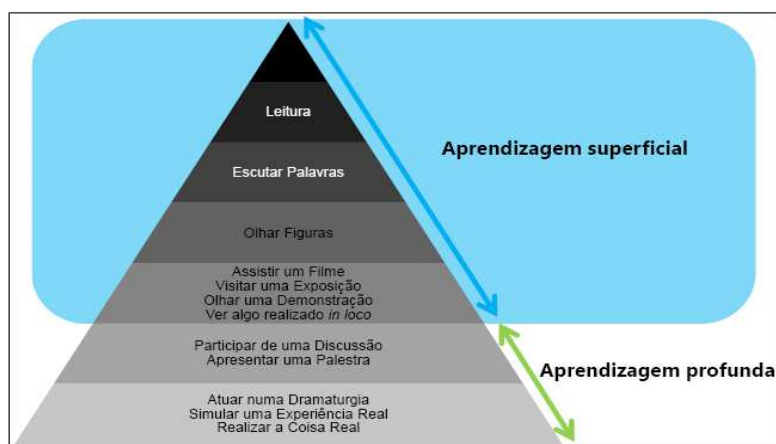 Leitura
Aprendizagem superficial
Escutar Palavras
Olhar Figuras
Assistir um Filme
Visitar uma Exposição
Olhar uma Demonstração
Ver algo realizado in loco
Participar de uma Discussão
Apresentar uma Palestra
Aprendizagem profunda
Atuar numa Dramaturgia
Simular uma Experiência Real
Realizar a Coisa Real